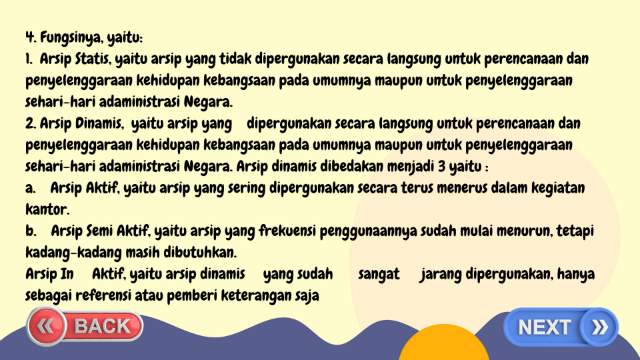 4. Fungsinya, yaitu:
1. Arsip Statis, yaitu arsip yang tidak dipergunakan secara langsung untuk perencanaan dan
penyelenggaraan kehidupan kebangsaan pada umumnya maupun untuk penyelenggaraan
sehari-hari adaministrasi Negara.
2. Arsip Dinamis, yaitu arsip yang dipergunakan secara langsung untuk perencanaan dan
penyelenggaraan kehidupan kebangsaan pada umumnya maupun untuk penyelenggaraan
sehari-hari adaministrasi Negara. Arsip dinamis dibedakan menjadi 3 yaitu :
a. Arsip Aktif, yaitu arsip yang sering dipergunakan secara terus menerus dalam kegiatan
kantor.
b. Arsip Semi Aktif, yaitu arsip yang frekuensi penggunaannya sudah mulai menurun, tetapi
kadang-kadang masih dibutuhkan.
Arsip In Aktif, yaitu arsip dinamis yang sudah sangat jarang dipergunakan, hanya
sebagai referensi atau pemberi keterangan saja
BACK
NEXT